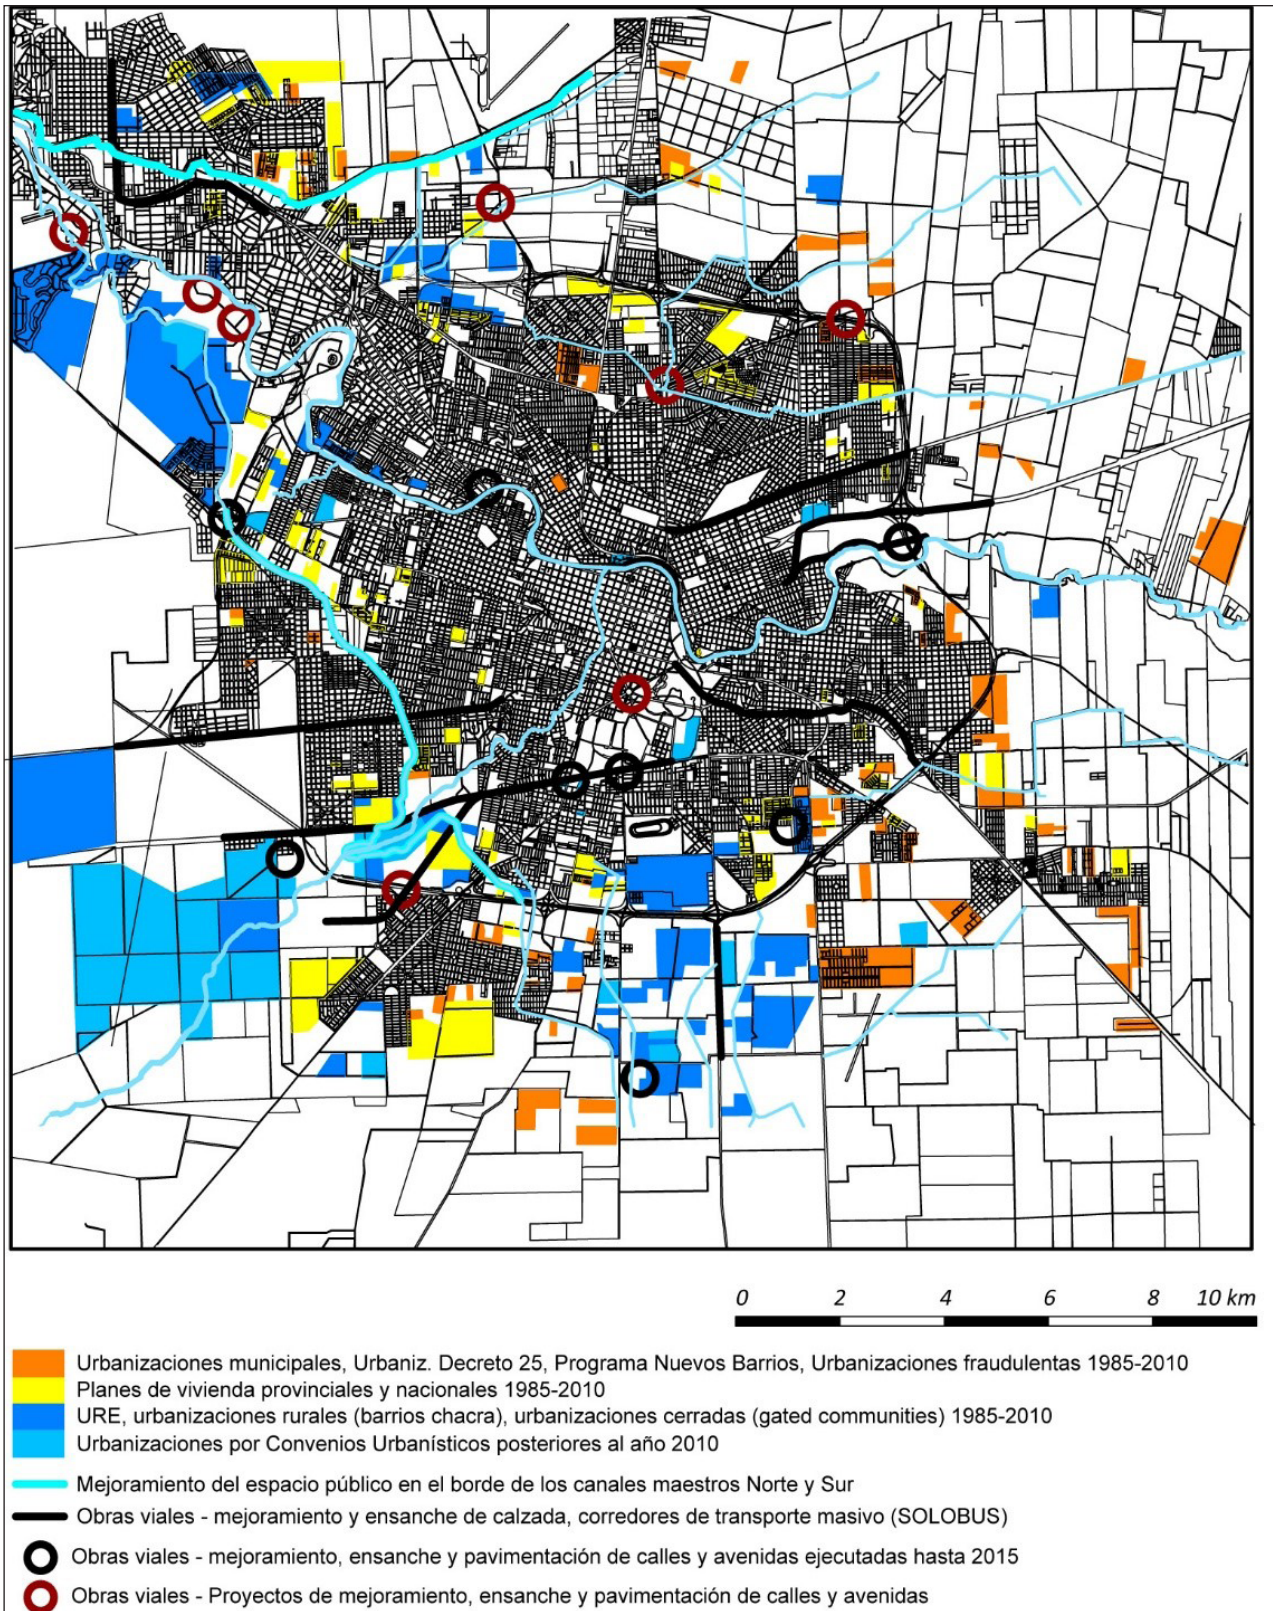 0 2 4 6 8 10 km
Urbanizaciones municipales, Urbaniz. Decreto 25, Programa Nuevos Barrios, Urbanizaciones fraudulentas 1985-2010
Planes de vivienda provinciales y nacionales 1985-2010
URE, urbanizaciones rurales (barrios chacra), urbanizaciones cerradas (gated communities) 1985-2010
Urbanizaciones por Convenios Urbanísticos posteriores al año 2010
Mejoramiento del espacio público en el borde de los canales maestros Norte y Sur
Obras viales - mejoramiento y ensanche de calzada, corredores de transporte masivo (SOLOBUS)
Obras viales - mejoramiento, ensanche y pavimentación de calles y avenidas ejecutadas hasta 2015
Obras viales - Proyectos de mejoramiento, ensanche y pavimentación de calles y avenidas